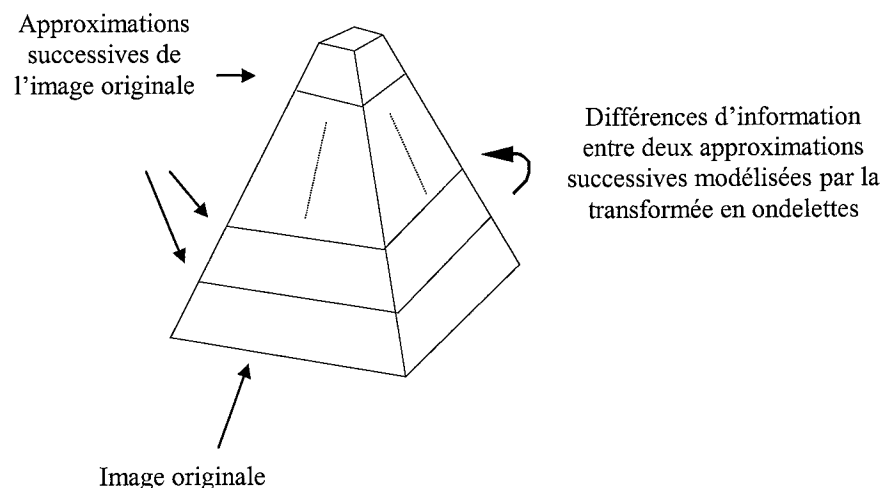 Approximations
successives de
l'image originale
Différences d'information
entre deux approximations
successives modélisées par la
transformée en ondelettes
Image originale